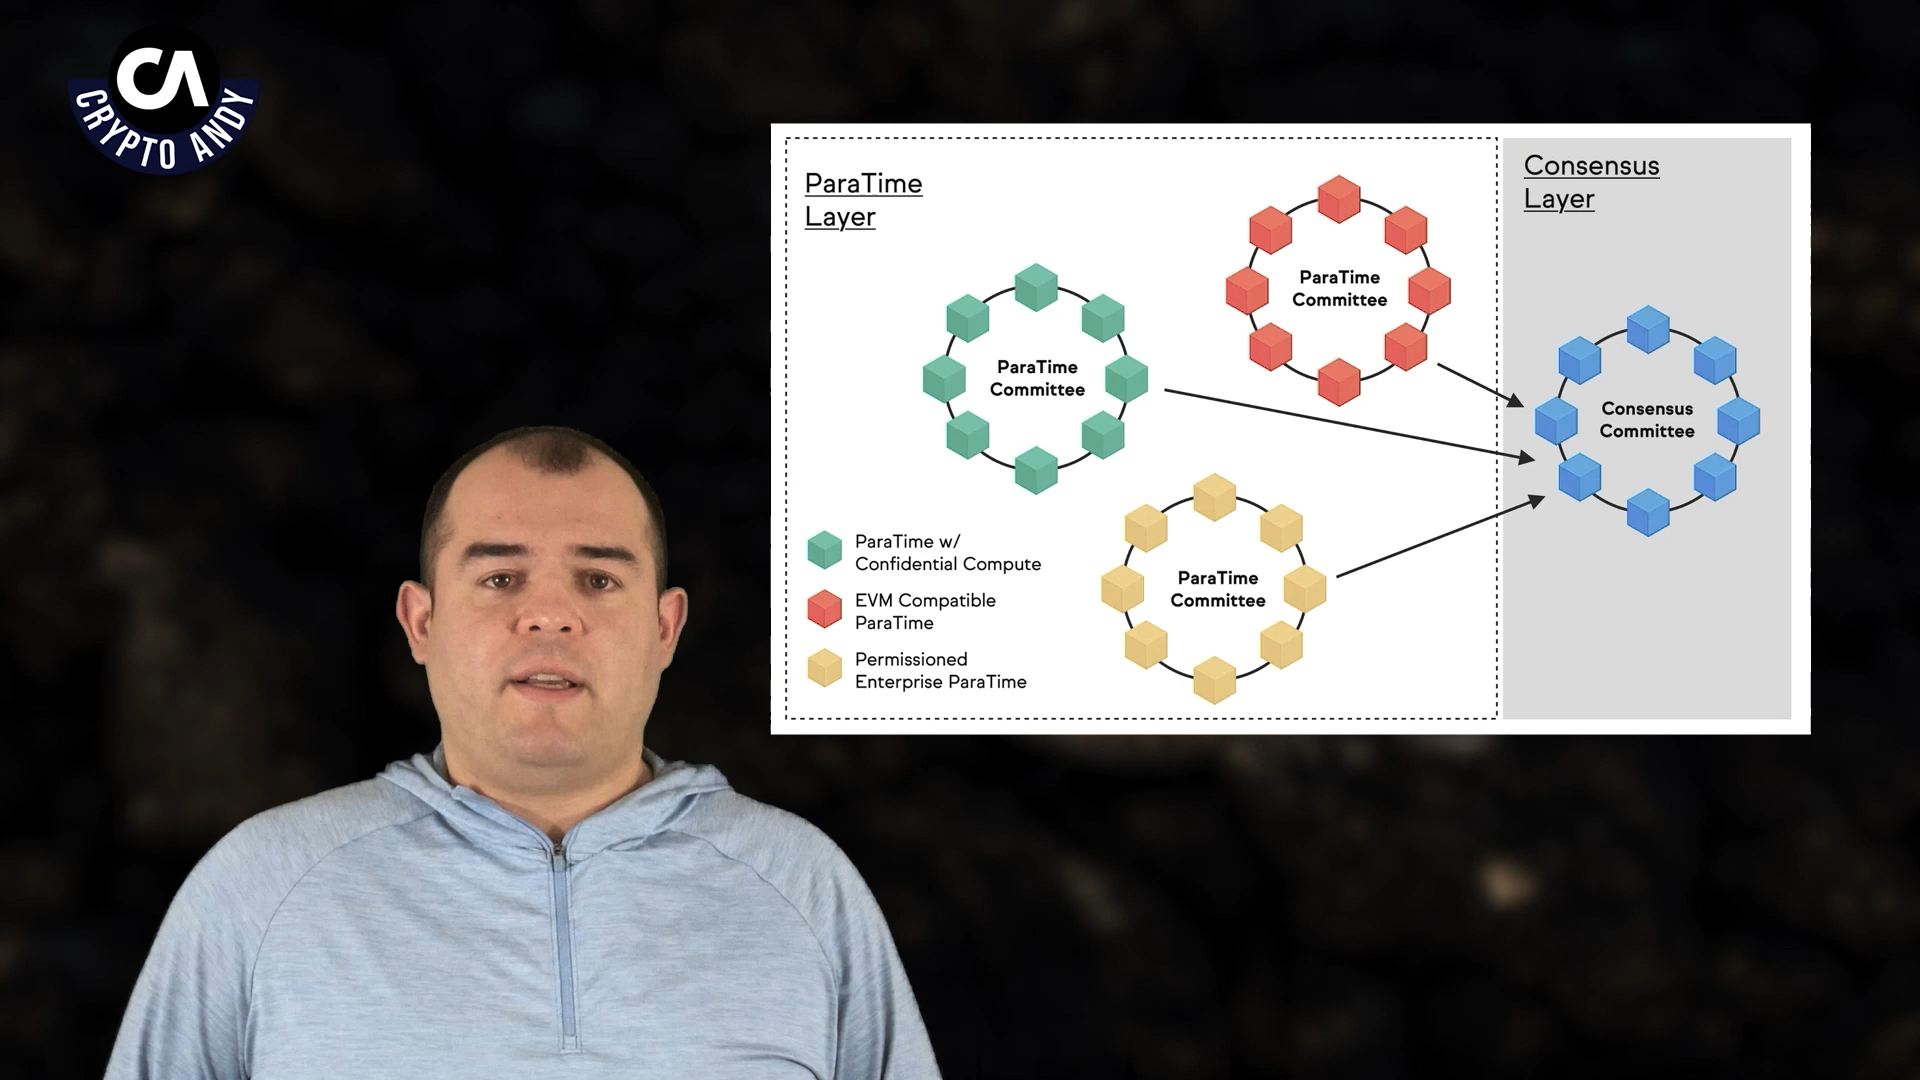 CA
CRYPTO ANDY
ParaTime
Layer
Consensus
Layer
ParaTime
Committee
ParaTime
Committee
Consensus
Committee
ParaTime w/
Confidential Compute
EVM Compatible
ParaTime
Permissioned
Enterprise ParaTime
ParaTime
Committee